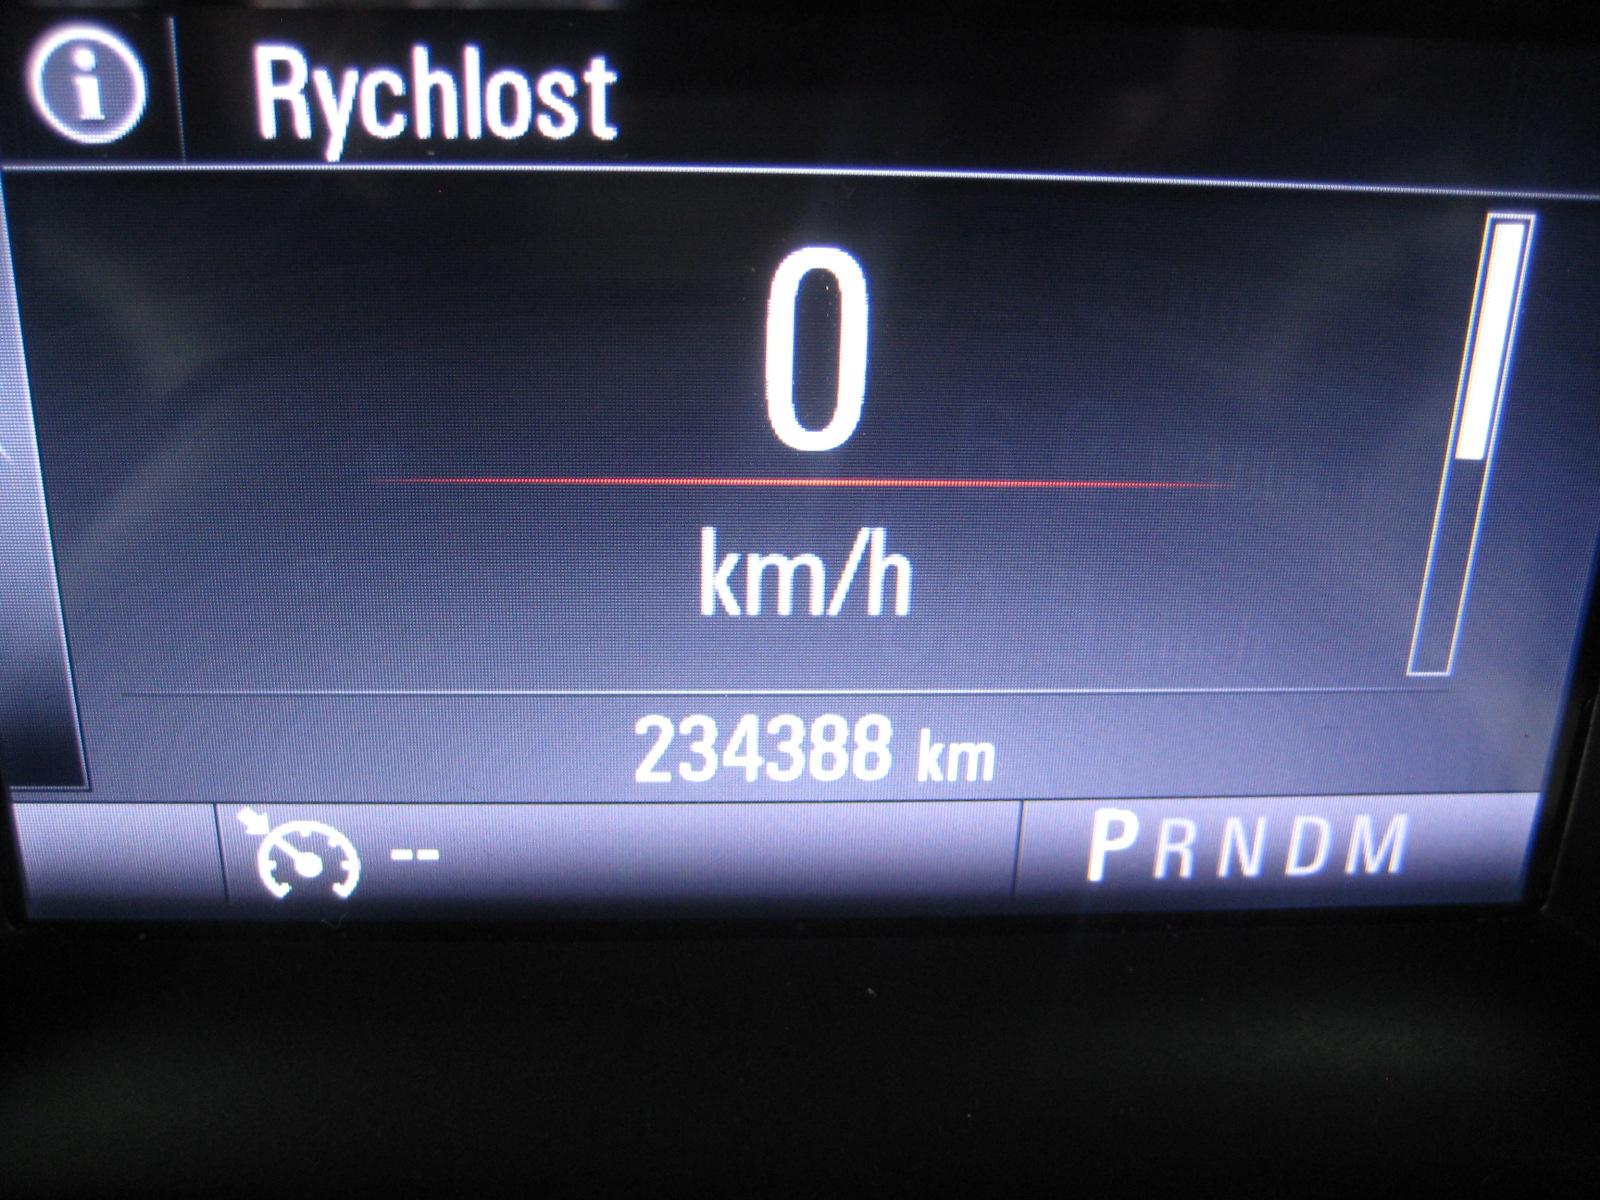 i Rychlost
0
km/h
234388 km
-- PRNDM